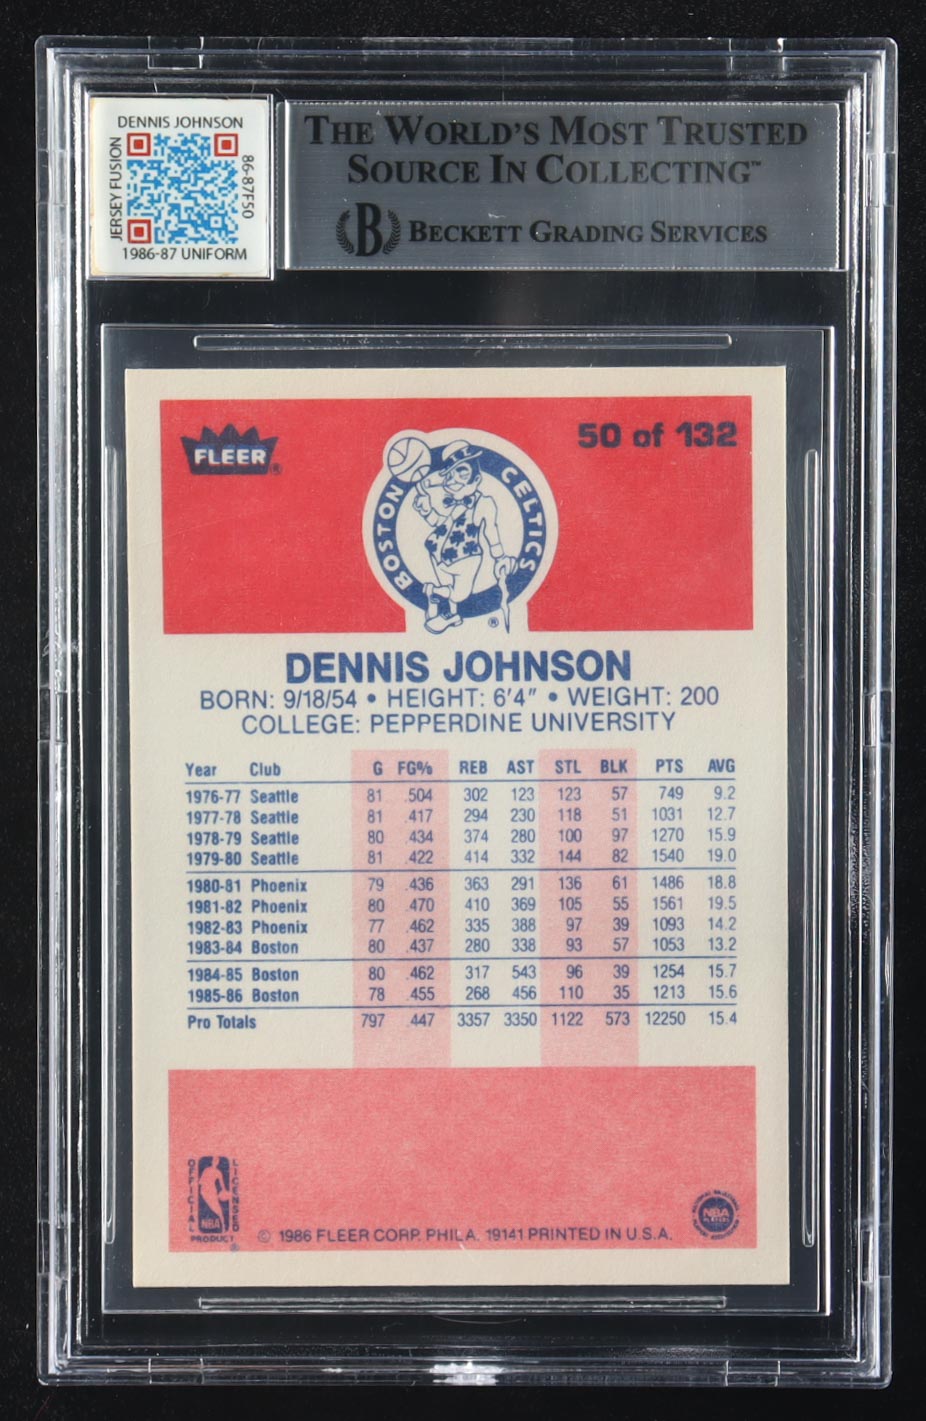 DENNIS JOHNSON
JERSEY FUSION
86-87F50
1986-87 UNIFORM
THE WORLD'S MOST TRUSTED
SOURCE IN COLLECTING™
B BECKETT GRADING SERVICES
FLEER®
50 of 132
BOSTON CELTICS
®
DENNIS JOHNSON
BORN: 9/18/54 • HEIGHT: 6'4" • WEIGHT: 200
COLLEGE: PEPPERDINE UNIVERSITY
Year Club G FG% REB AST STL BLK PTS AVG
1976-77 Seattle 81 .504 302 123 123 57 749 9.2
1977-78 Seattle 81 .417 294 230 118 51 1031 12.7
1978-79 Seattle 80 .434 374 280 100 97 1270 15.9
1979-80 Seattle 81 .422 414 332 144 82 1540 19.0
1980-81 Phoenix 79 .436 363 291 136 61 1486 18.8
1981-82 Phoenix 80 .470 410 369 105 55 1561 19.5
1982-83 Phoenix 77 .462 335 388 97 39 1093 14.2
1983-84 Boston 80 .437 280 338 93 57 1053 13.2
1984-85 Boston 80 .462 317 543 96 39 1254 15.7
1985-86 Boston 78 .455 268 456 110 35 1213 15.6
Pro Totals 797 .447 3357 3350 1122 573 12250 15.4
OFFICIAL LICENSED
NBA
PRODUCT
®
© 1986 FLEER CORP. PHILA. 19141 PRINTED IN U.S.A.
NBA
PLAYERS